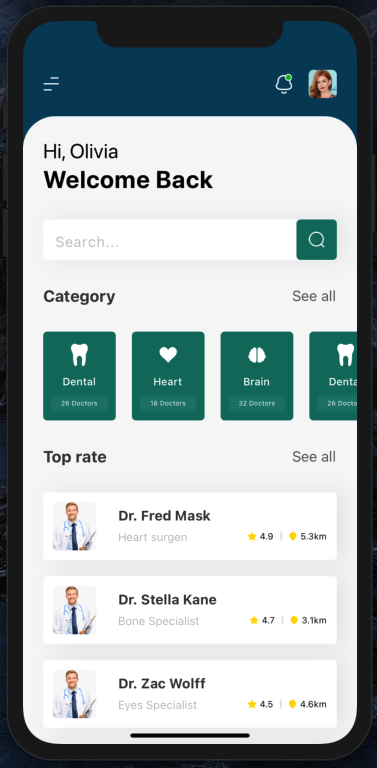 Hi, Olivia
Welcome Back
Search...
Category
See all
Dental
Heart
Brain
Denta
26 Doctors
18 Doctors
32 Doctors
26 Docto
Top rate
See all
Dr. Fred Mask
Heart surgen
4.9 | 5.3km
Dr. Stella Kane
Bone Specialist
4.7 | 3.1km
Dr. Zac Wolff
Eyes Specialist
4.5 | 4.6km